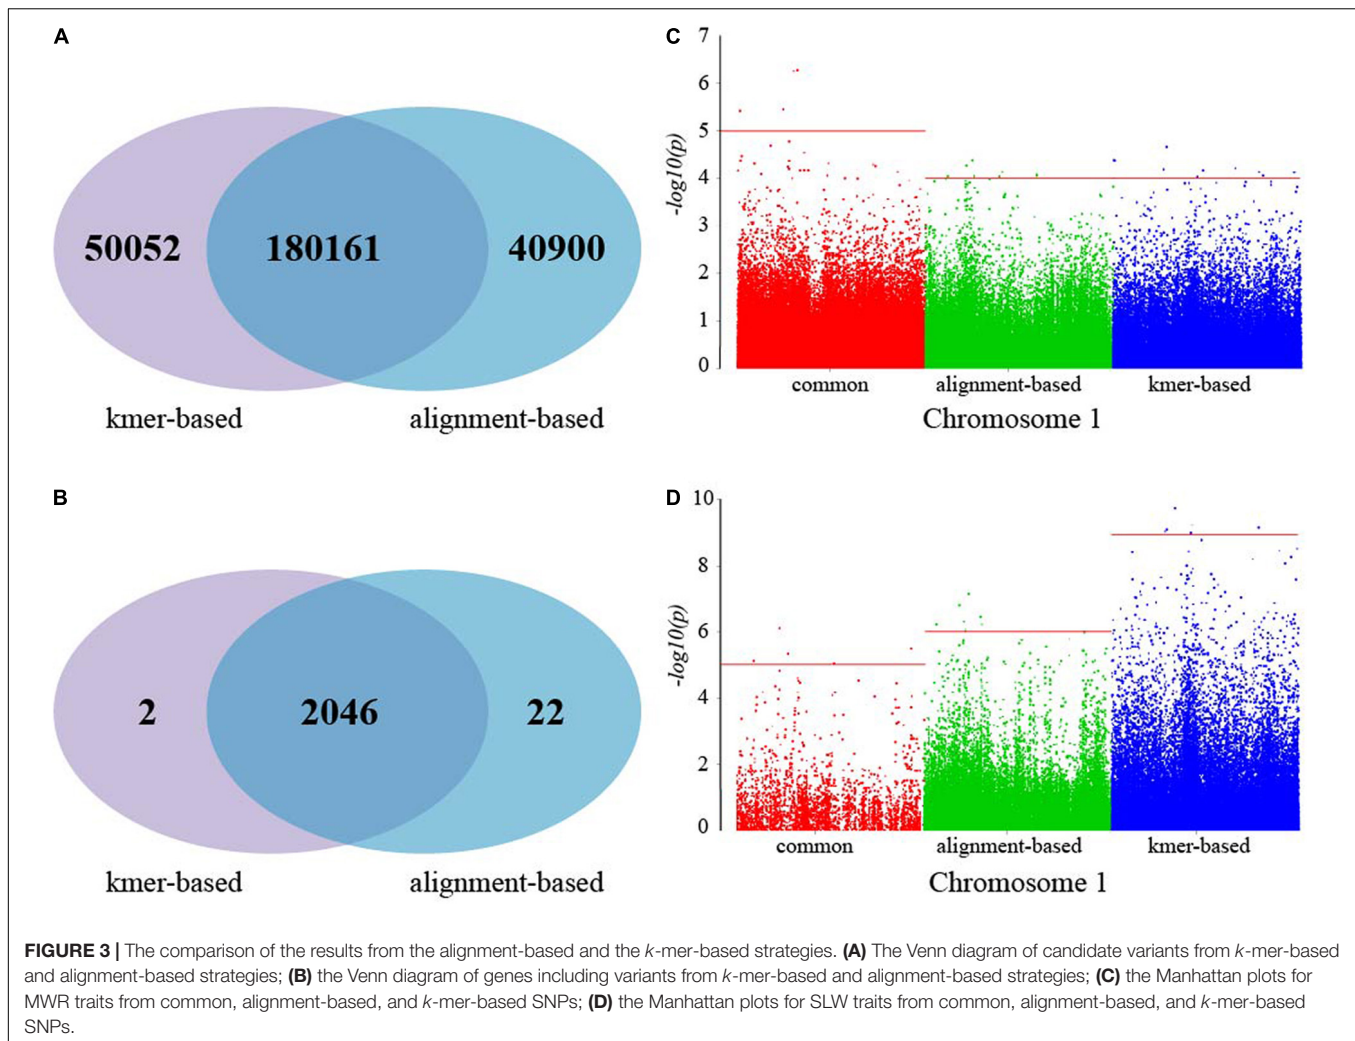 A
50052
180161
40900
kmer-based
alignment-based
C
7
6
5
4
3
2
1
0
-log10(p)
common
alignment-based
kmer-based
Chromosome 1
B
2
2046
22
kmer-based
alignment-based
D
10
8
6
4
2
0
-log10(p)
common
alignment-based
kmer-based
Chromosome 1
FIGURE 3 | The comparison of the results from the alignment-based and the k-mer-based strategies. (A) The Venn diagram of candidate variants from k-mer-based
and alignment-based strategies; (B) the Venn diagram of genes including variants from k-mer-based and alignment-based strategies; (C) the Manhattan plots for
MWR traits from common, alignment-based, and k-mer-based SNPs; (D) the Manhattan plots for SLW traits from common, alignment-based, and k-mer-based
SNPs.